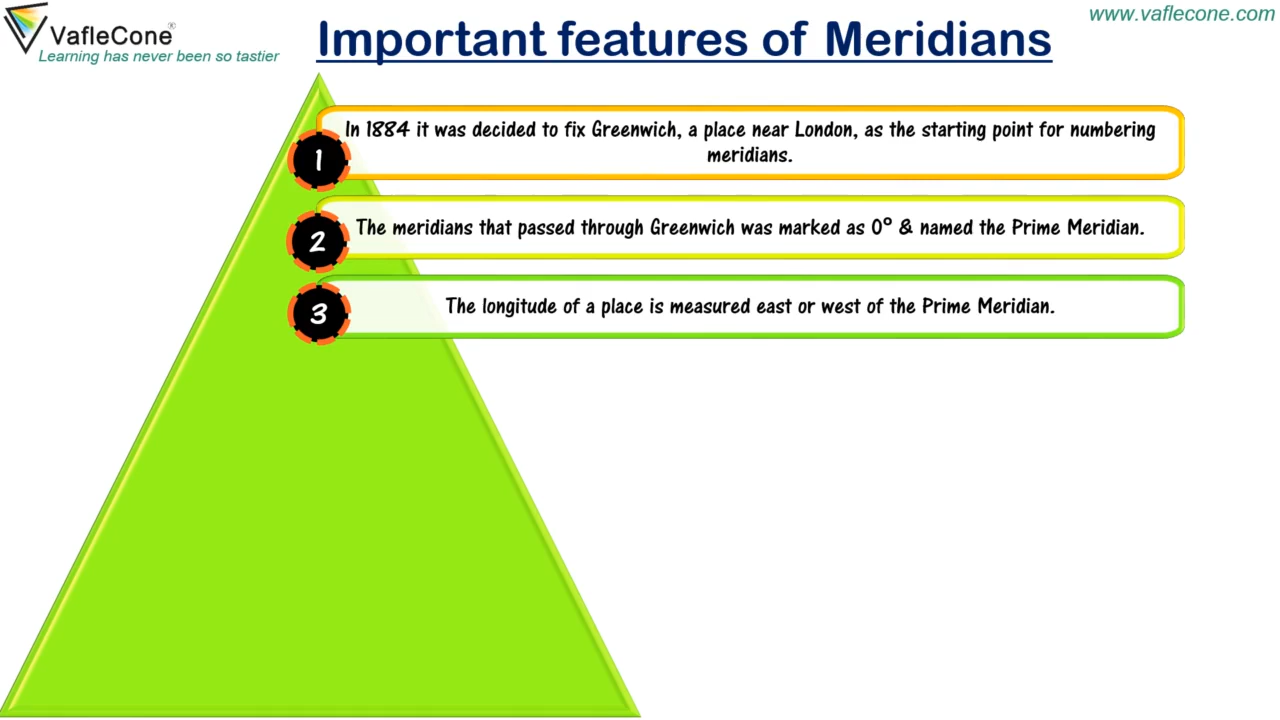 VafleCone®
Learning has never been so tastier
www.vaflecone.com
Important features of Meridians
1
In 1884 it was decided to fix Greenwich, a place near London, as the starting point for numbering
meridians.
2
The meridians that passed through Greenwich was marked as 0° & named the Prime Meridian.
3
The longitude of a place is measured east or west of the Prime Meridian.